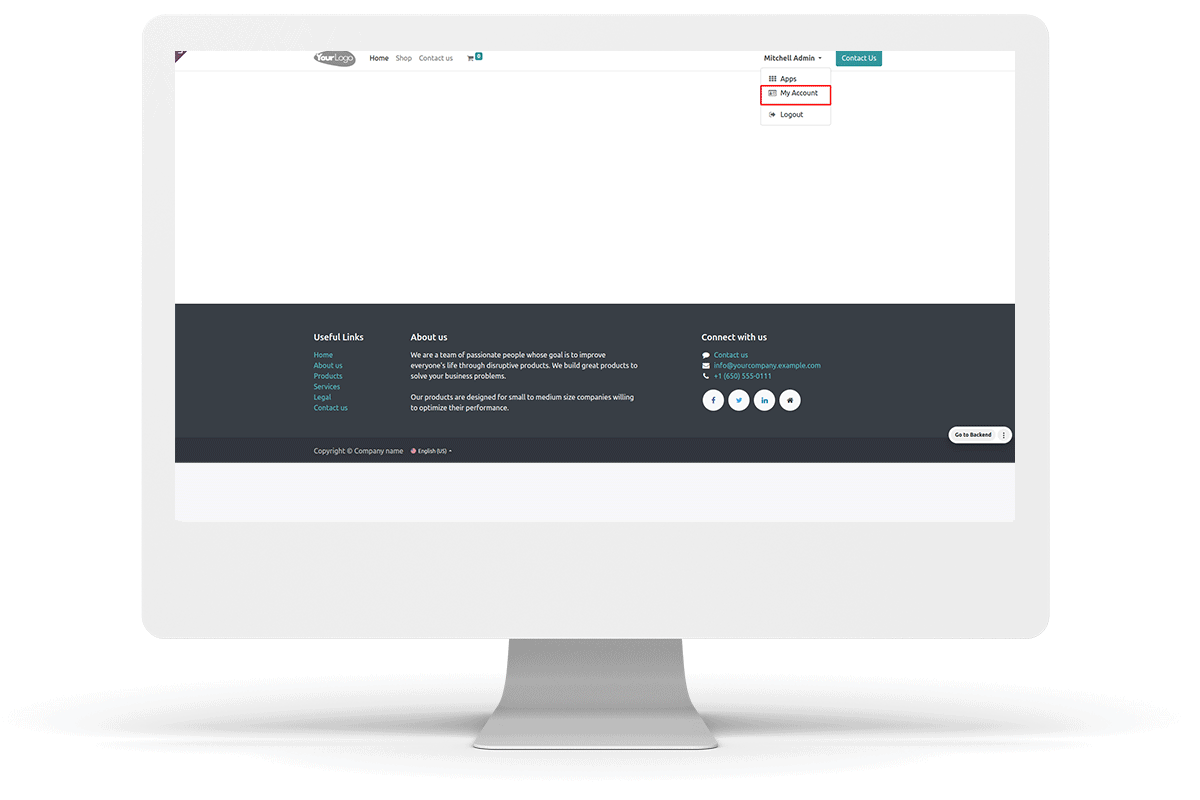 YourLogo Home Shop Contact us 0 Mitchell Admin Contact Us
Apps
My Account
Logout
Useful Links
Home
About us
Products
Services
Legal
Contact us
About us
We are a team of passionate people whose goal is to improve
everyone's life through disruptive products. We build great products to
solve your business problems.
Our products are designed for small to medium size companies willing
to optimize their performance.
Connect with us
Contact us
info@yourcompany.example.com
+1 (650) 555-0111
Go to Backend
Copyright © Company name English (US)